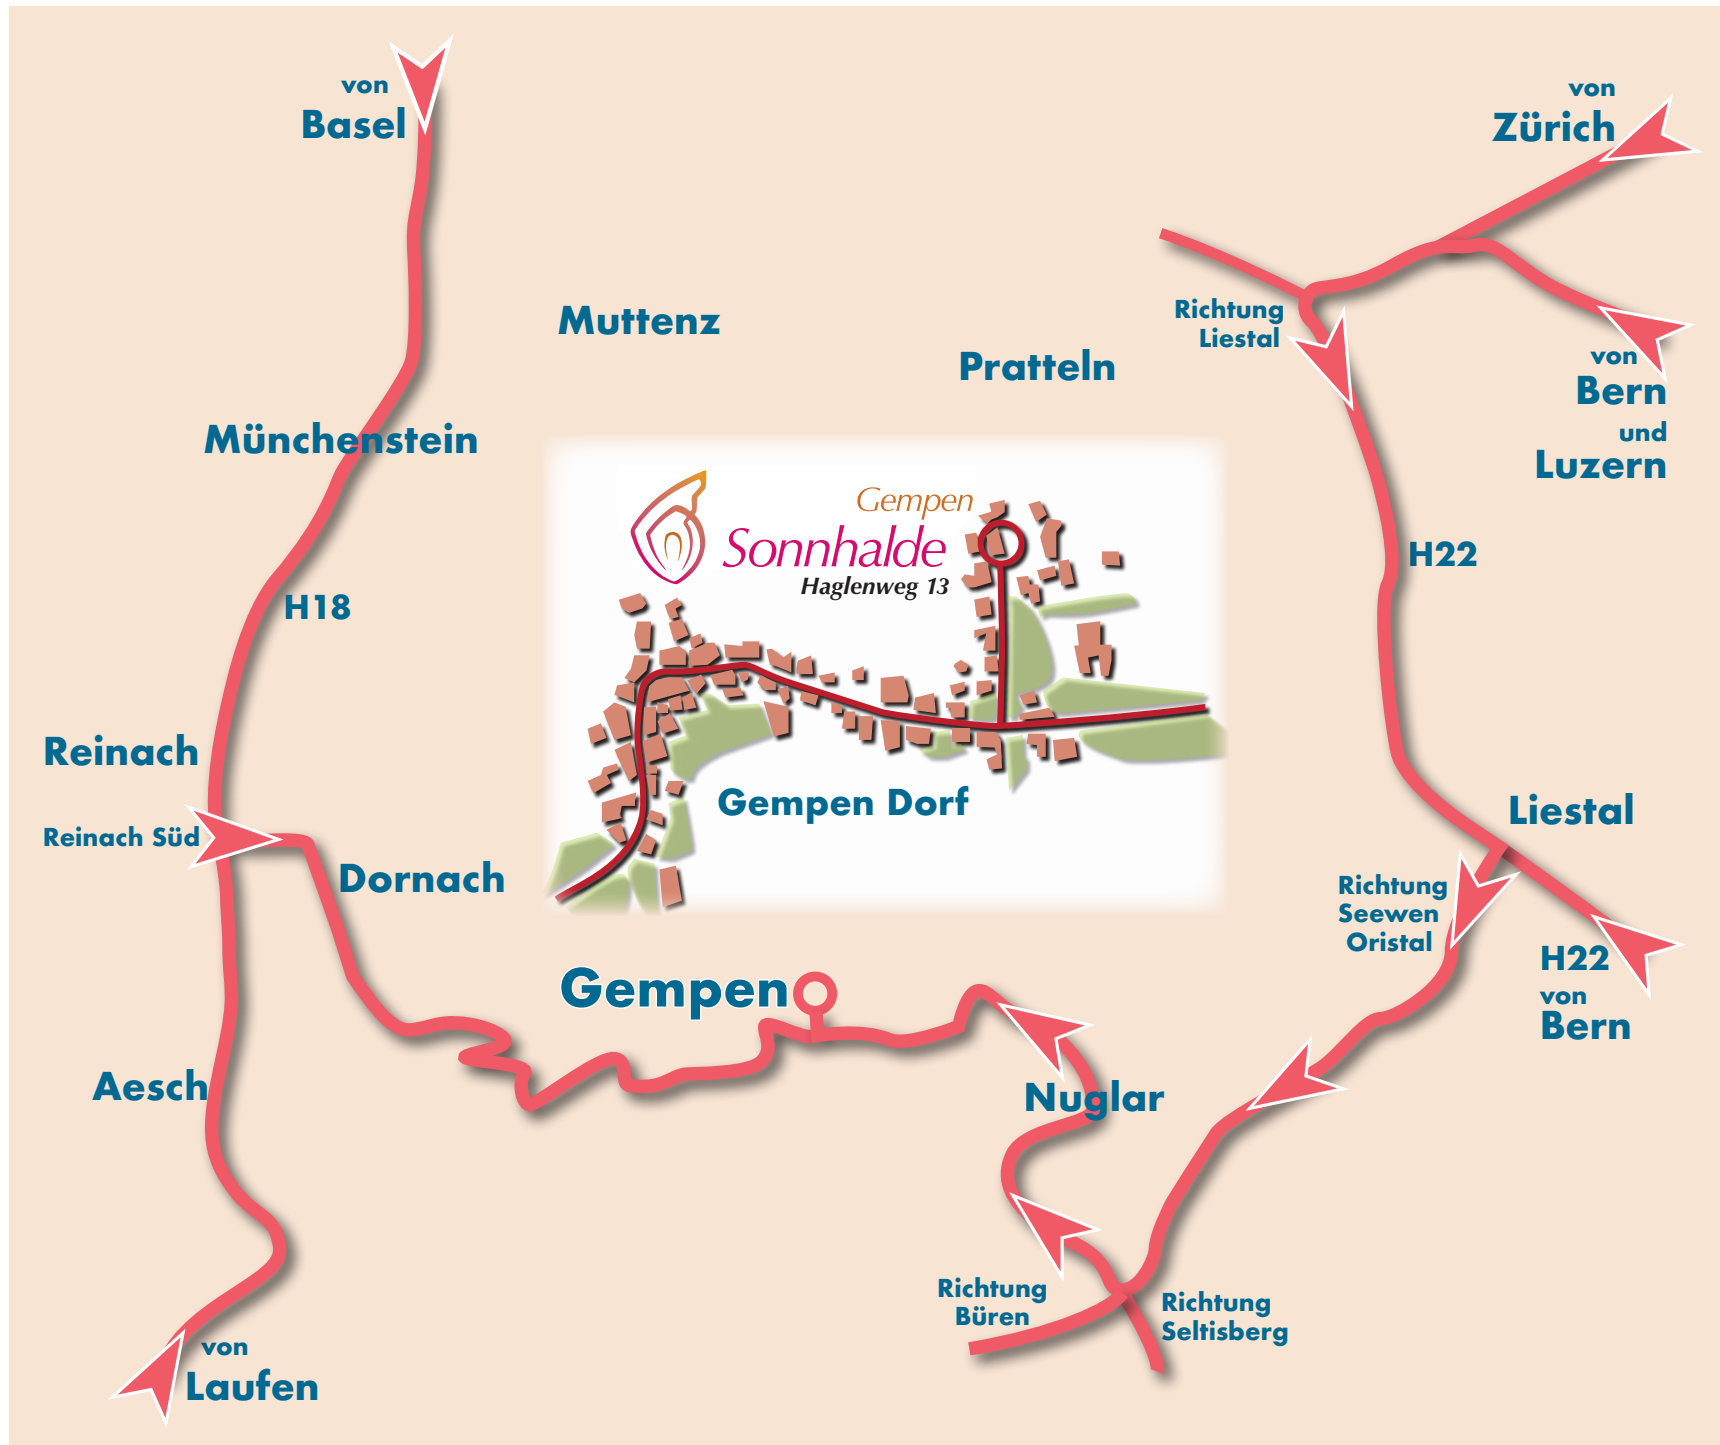 von
Basel
von
Zürich
Richtung
Liestal
Muttenz
Pratteln
von
Bern
und
Luzern
Münchenstein
Gempen
Sonnhalde
Haglenweg 13
H22
H18
Reinach
Gempen Dorf
Liestal
Reinach Süd
Dornach
Richtung
Seewen
Oristal
H22
von
Bern
Gempen
Aesch
Nuglar
Richtung
Büren
Richtung
Seltisberg
von
Laufen